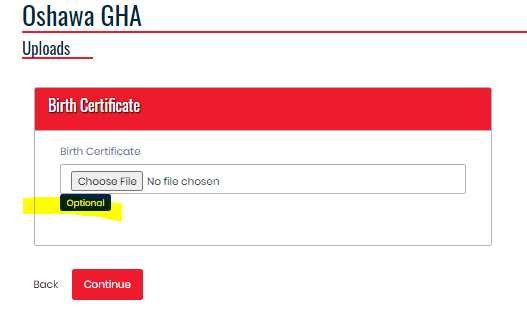 Oshawa GHA
Uploads
Birth Certificate
Birth Certificate
Choose File No file chosen
Optional
Back Continue